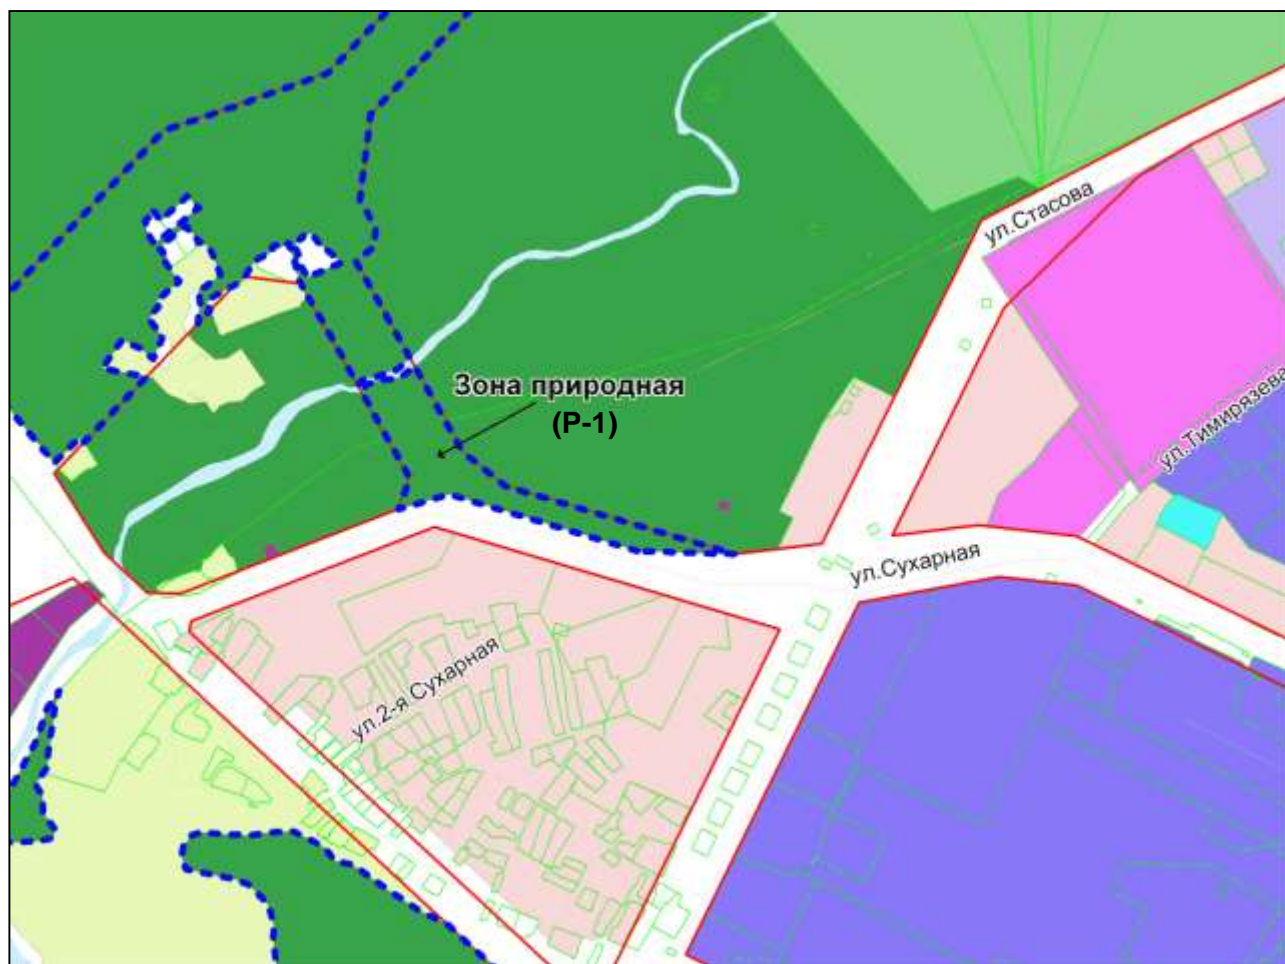 ул.Стасова
ул.Тимирязева
Зона природная
(Р-1)
ул.Сухарная
ул.2-я Сухарная